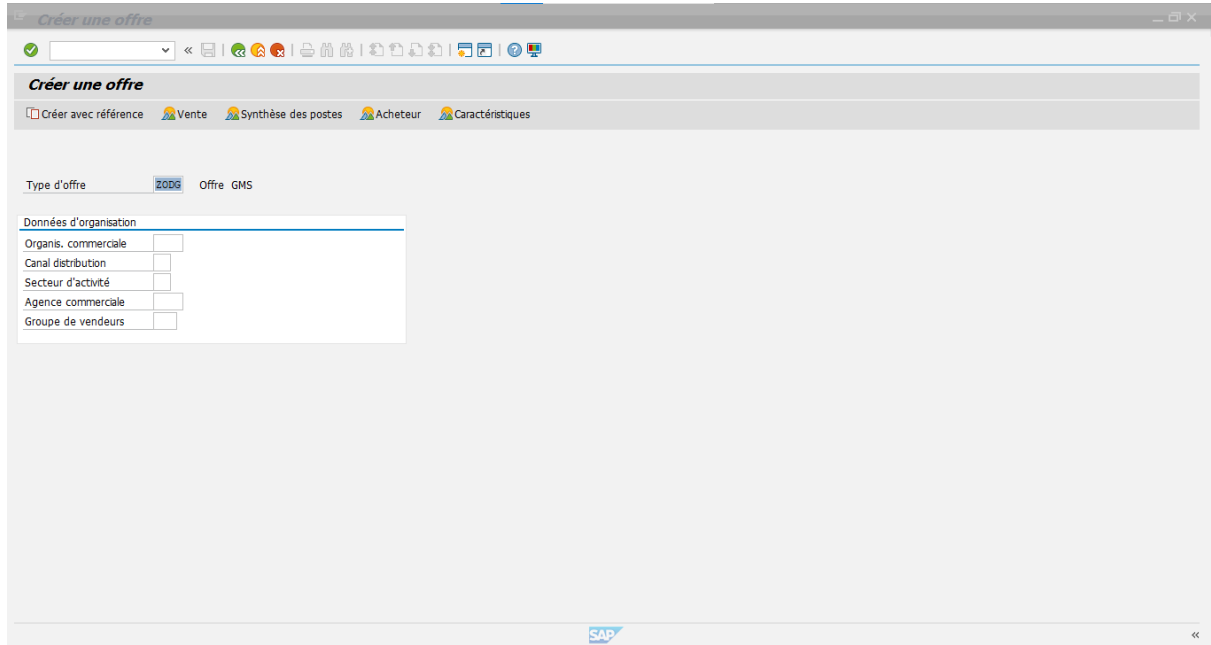 Créer une offre
Créer une offre
Créer avec référence Vente Synthèse des postes Acheteur Caractéristiques
Type d'offre ZODG Offre GMS
Données d'organisation
Organis. commerciale
Canal distribution
Secteur d'activité
Agence commerciale
Groupe de vendeurs
SAP